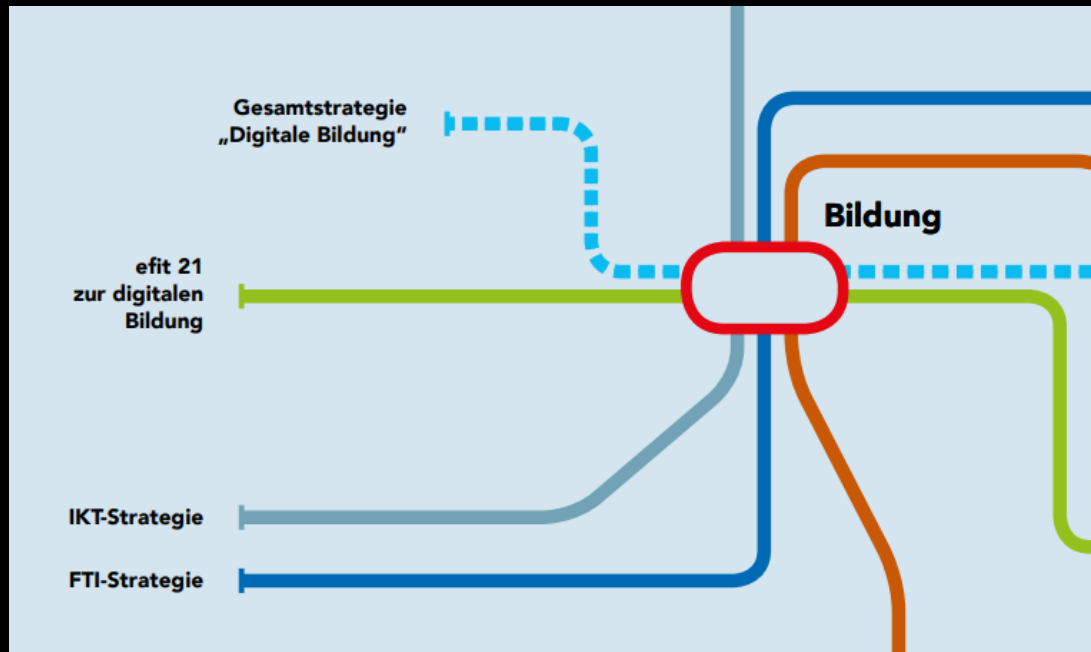 Gesamtstrategie
„Digitale Bildung“
Bildung
efit 21
zur digitalen
Bildung
IKT-Strategie
FTI-Strategie